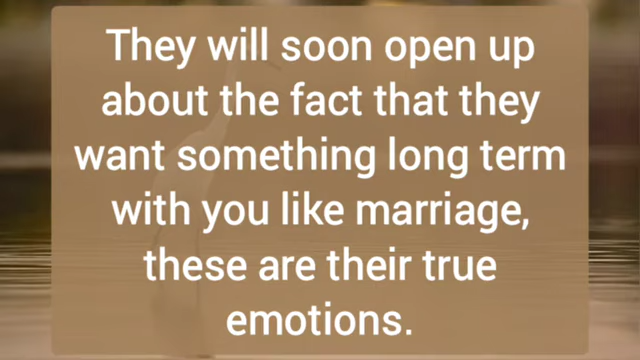 They will soon open up
about the fact that they
want something long term
with you like marriage,
these are their true
emotions.